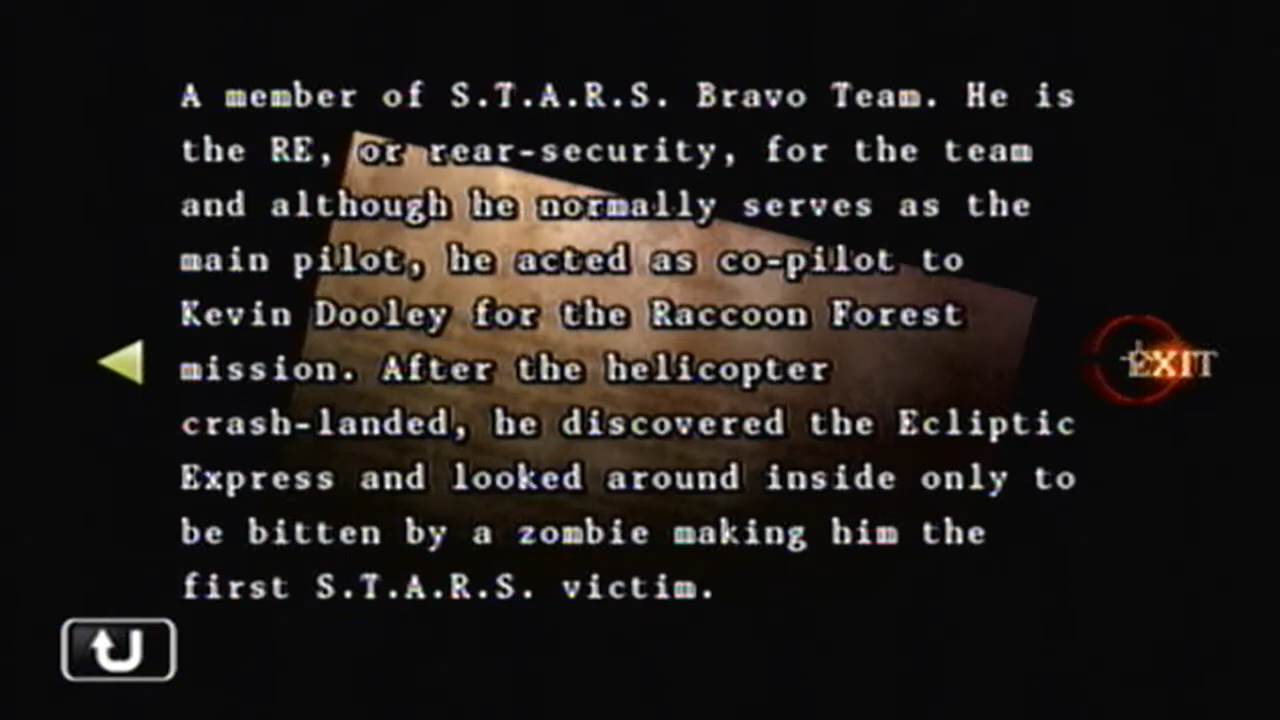 A member of S.T.A.R.S. Bravo Team. He is
the RE, or rear-security, for the team
and although he normally serves as the
main pilot, he acted as co-pilot to
Kevin Dooley for the Raccoon Forest
mission. After the helicopter
crash-landed, he discovered the Ecliptic
Express and looked around inside only to
be bitten by a zombie making him the
first S.T.A.R.S. victim.
EXIT